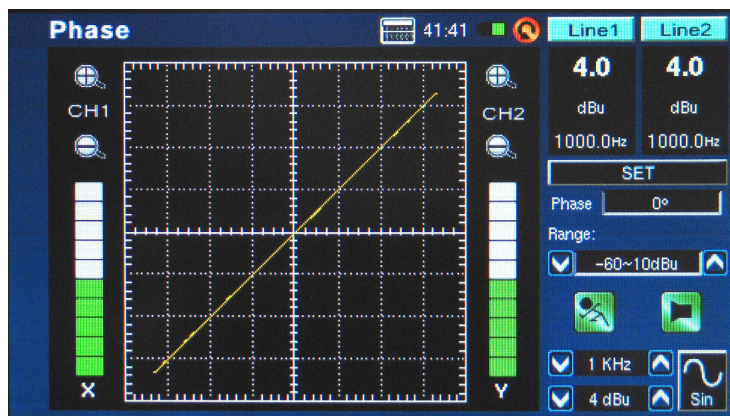 Phase
41:41
Line1
Line2
4.0
4.0
dBu
dBu
1000.0Hz
1000.0Hz
CH1
CH2
SET
Phase
0°
Range:
-60~10dBu
1 KHz
4 dBu
Sin
X
Y